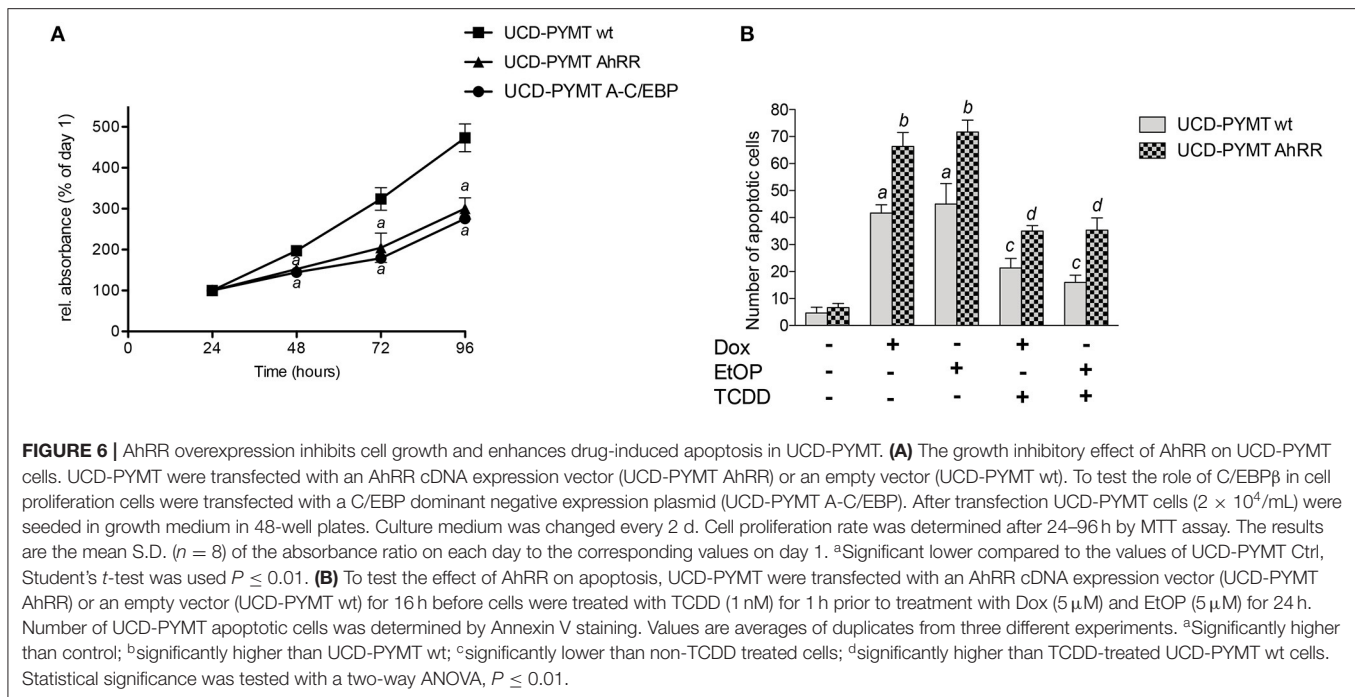 A
UCD-PYMT wt
UCD-PYMT AhRR
UCD-PYMT A-C/EBP
rel. absorbance (% of day 1)
500
400
300
200
100
0
a
a
a
a
a
a
0
24
48
72
96
Time (hours)
B
UCD-PYMT wt
UCD-PYMT AhRR
Number of apoptotic cells
80
70
60
50
40
30
20
10
0
a
b
a
b
c
d
c
d
Dox - + - + -
EtOP - - + - +
TCDD - - - + +
FIGURE 6 | AhRR overexpression inhibits cell growth and enhances drug-induced apoptosis in UCD-PYMT. (A) The growth inhibitory effect of AhRR on UCD-PYMT
cells. UCD-PYMT were transfected with an AhRR cDNA expression vector (UCD-PYMT AhRR) or an empty vector (UCD-PYMT wt). To test the role of C/EBPβ in cell
proliferation cells were transfected with a C/EBP dominant negative expression plasmid (UCD-PYMT A-C/EBP). After transfection UCD-PYMT cells (2 × 10⁴/mL) were
seeded in growth medium in 48-well plates. Culture medium was changed every 2 d. Cell proliferation rate was determined after 24–96 h by MTT assay. The results
are the mean S.D. (n = 8) of the absorbance ratio on each day to the corresponding values on day 1. ᵃSignificant lower compared to the values of UCD-PYMT Ctrl,
Student's t-test was used P ≤ 0.01. (B) To test the effect of AhRR on apoptosis, UCD-PYMT were transfected with an AhRR cDNA expression vector (UCD-PYMT
AhRR) or an empty vector (UCD-PYMT wt) for 16 h before cells were treated with TCDD (1 nM) for 1 h prior to treatment with Dox (5 μM) and EtOP (5 μM) for 24 h.
Number of UCD-PYMT apoptotic cells was determined by Annexin V staining. Values are averages of duplicates from three different experiments. ᵃSignificantly higher
than control; ᵇsignificantly higher than UCD-PYMT wt; ᶜsignificantly lower than non-TCDD treated cells; ᵈsignificantly higher than TCDD-treated UCD-PYMT wt cells.
Statistical significance was tested with a two-way ANOVA, P ≤ 0.01.